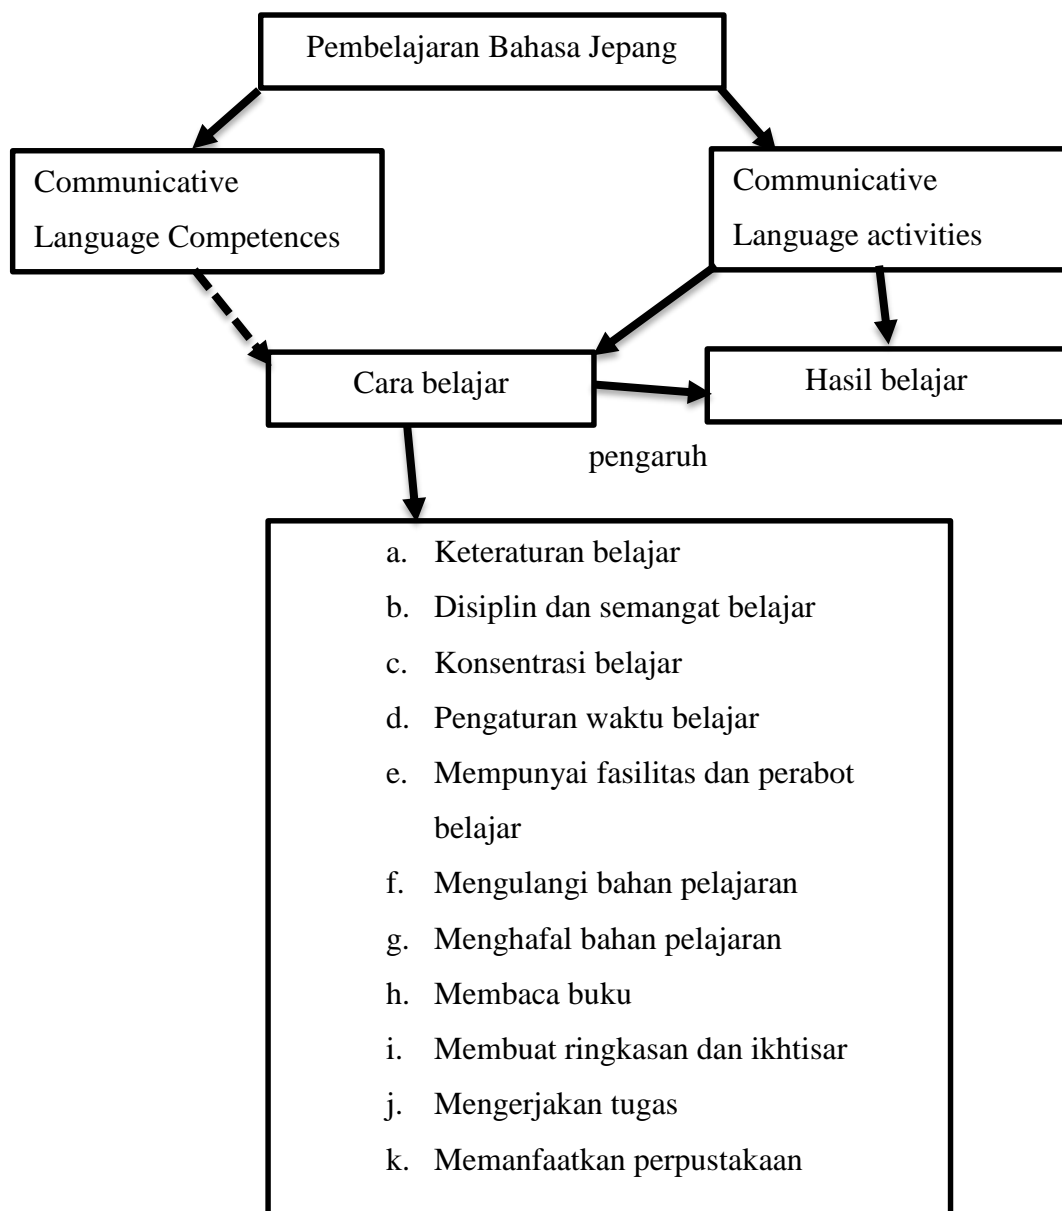 Pembelajaran Bahasa Jepang
Communicative
Language Competences
Communicative
Language activities
Cara belajar
Hasil belajar
pengaruh
a. Keteraturan belajar
b. Disiplin dan semangat belajar
c. Konsentrasi belajar
d. Pengaturan waktu belajar
e. Mempunyai fasilitas dan perabot
belajar
f. Mengulangi bahan pelajaran
g. Menghafal bahan pelajaran
h. Membaca buku
i. Membuat ringkasan dan ikhtisar
j. Mengerjakan tugas
k. Memanfaatkan perpustakaan